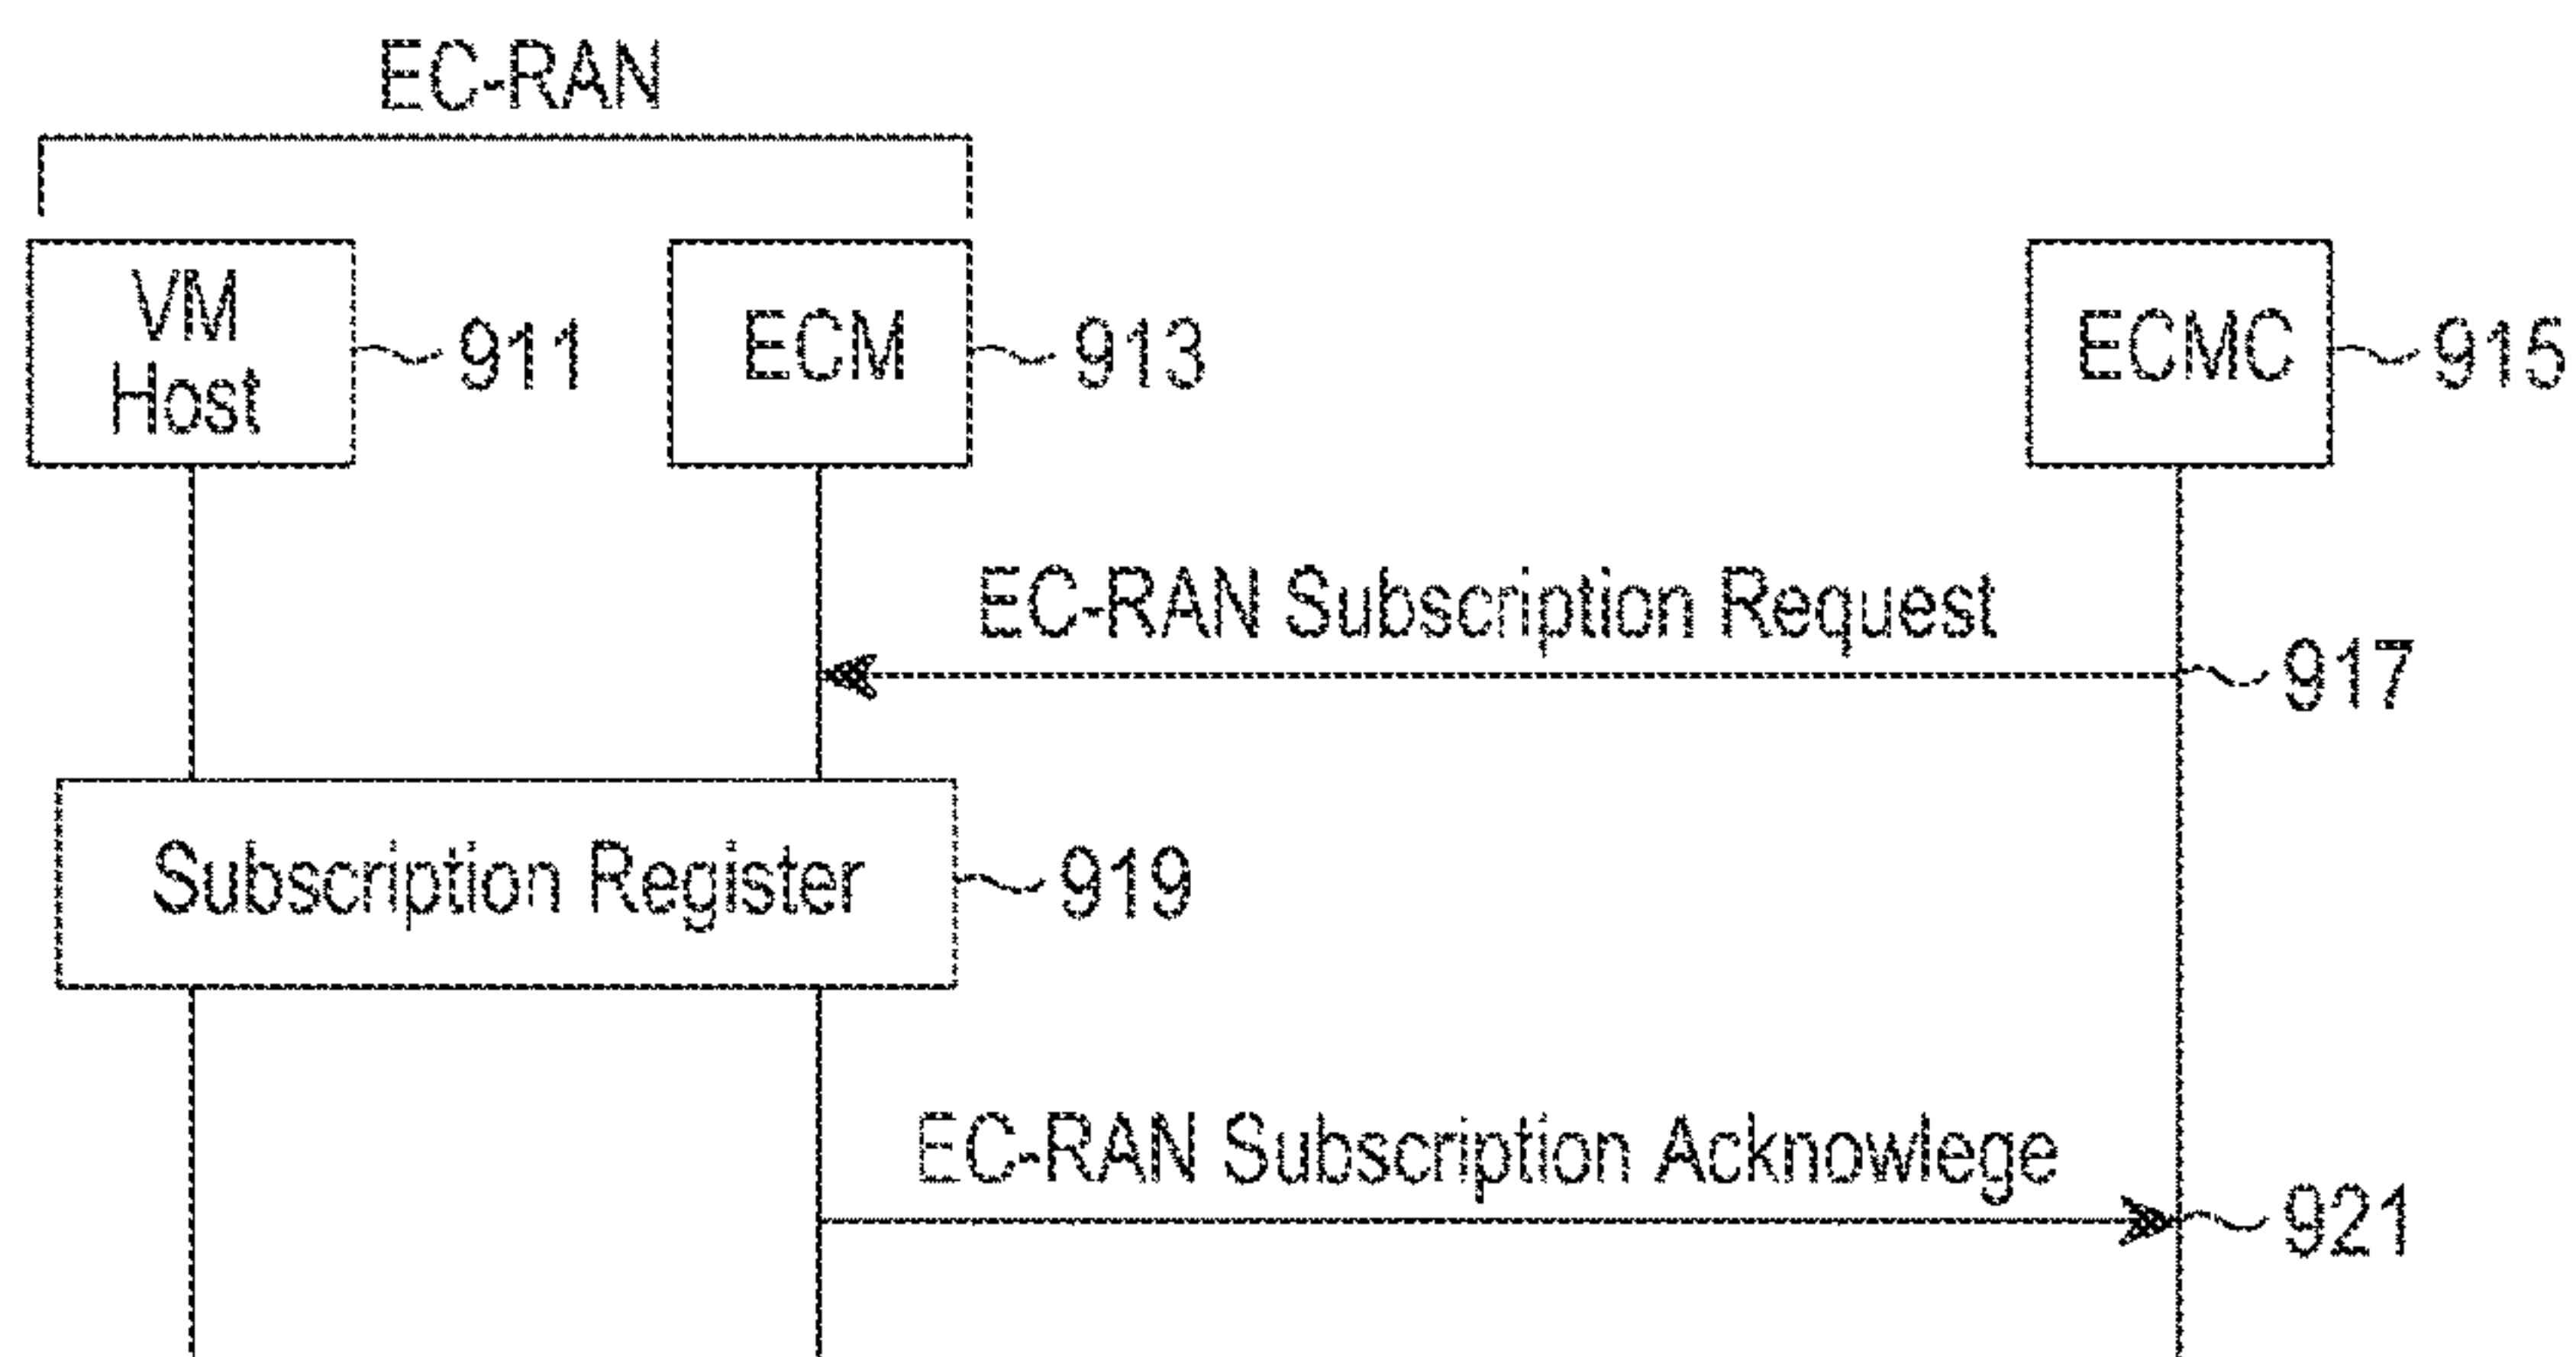 EC-RAN
VM
Host
911
ECM
913
ECMC
915
EC-RAN Subscription Request
917
Subscription Register
919
EC-RAN Subscription Acknowlege
921